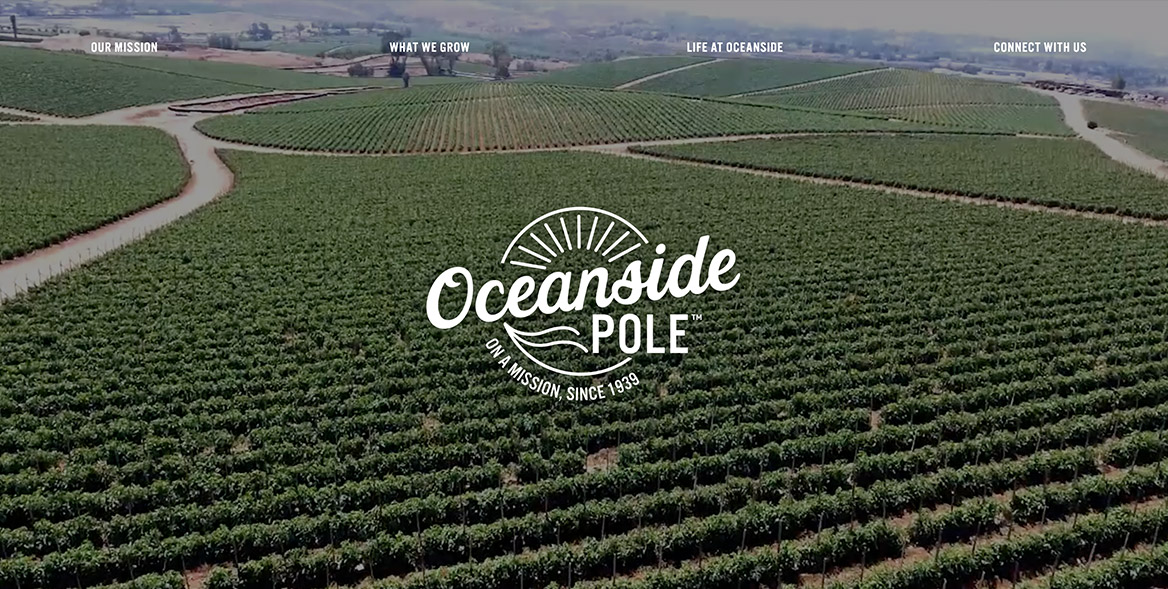 OUR MISSION
WHAT WE GROW
LIFE AT OCEANSIDE
CONNECT WITH US
Oceanside
POLE™
ON A MISSION, SINCE 1939